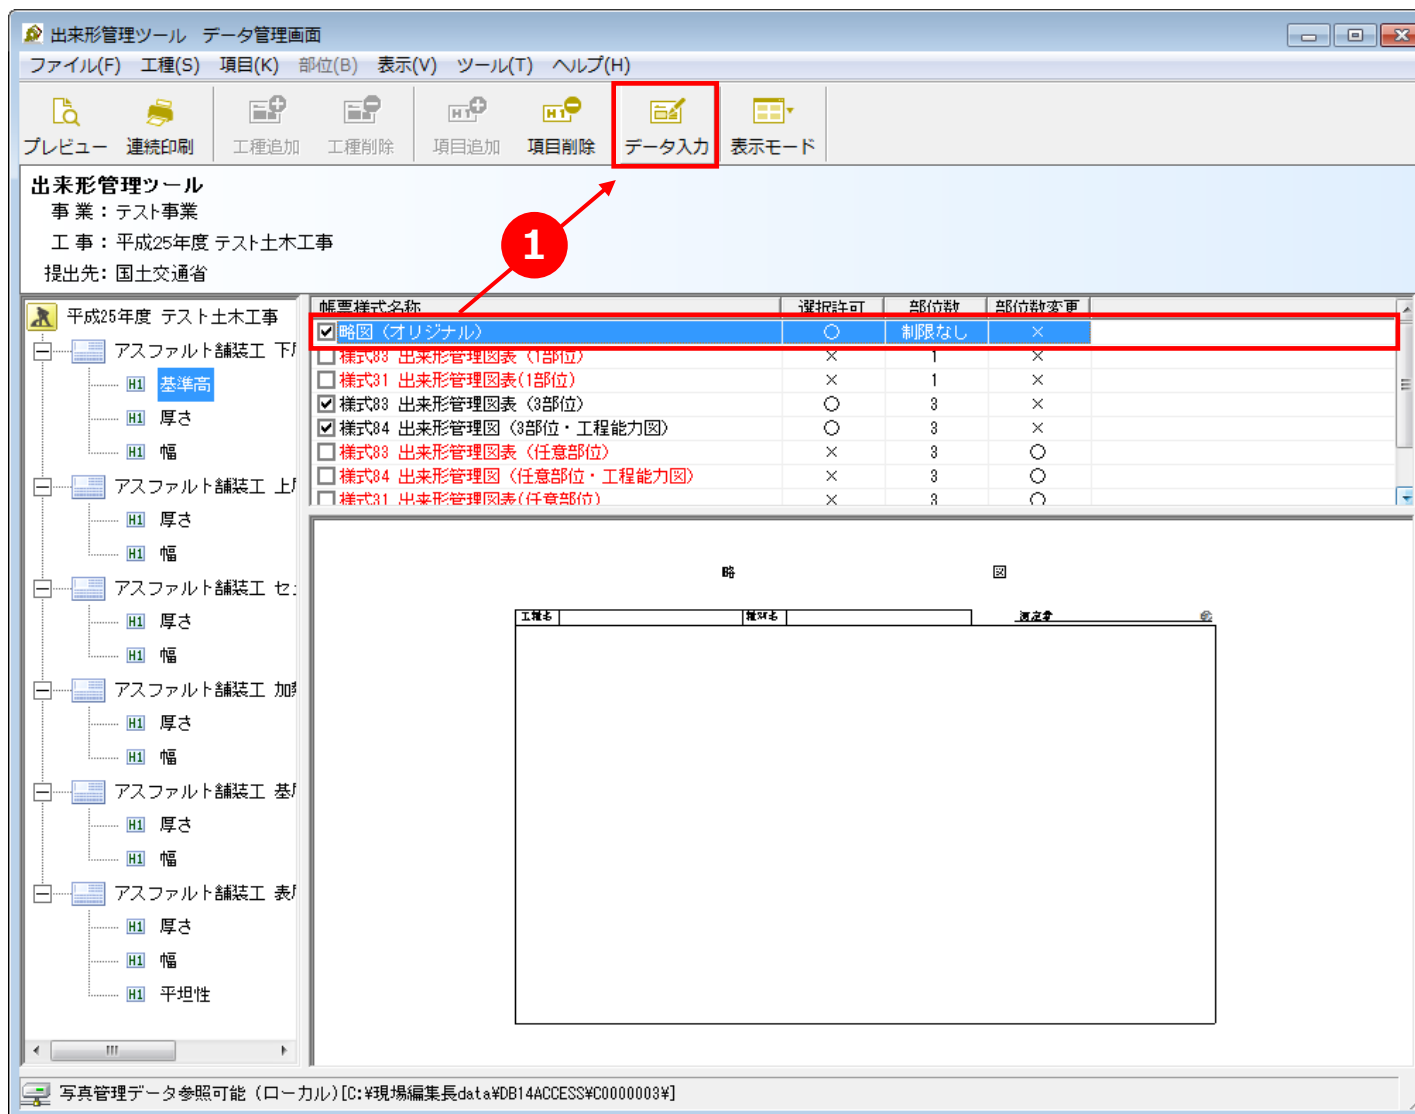 出来形管理ツール データ管理画面
ファイル(F) 工種(S) 項目(K) 部位(B) 表示(V) ツール(T) ヘルプ(H)
プレビュー 連続印刷 工種追加 工種削除 項目追加 項目削除 データ入力 表示モード
出来形管理ツール
事 業：テスト事業
工 事：平成25年度 テスト土木工事
提出先：国土交通省
1
平成25年度 テスト土木工事
アスファルト舗装工 下
H1 基準高
H1 厚さ
H1 幅
アスファルト舗装工 上
H1 厚さ
H1 幅
アスファルト舗装工 セ
H1 厚さ
H1 幅
アスファルト舗装工 加
H1 厚さ
H1 幅
アスファルト舗装工 基
H1 厚さ
H1 幅
アスファルト舗装工 表
H1 厚さ
H1 幅
H1 平坦性
帳票様式名称 選択許可 部位数 部位数変更
略図（オリジナル） ○ 制限なし ×
様式83 出来形管理図表（1部位） × 1 ×
様式31 出来形管理図表(1部位) × 1 ×
様式83 出来形管理図表（3部位） ○ 3 ×
様式84 出来形管理図（3部位・工程能力図） ○ 3 ×
様式83 出来形管理図表（任意部位） × 3 ○
様式84 出来形管理図（任意部位・工程能力図） × 3 ○
様式31 出来形管理図表(任意部位) × 3 ○
略 図
工種名 種別名 測定者
写真管理データ参照可能（ローカル）[C:¥現場編集長data¥DB14ACCESS¥C0000003¥]